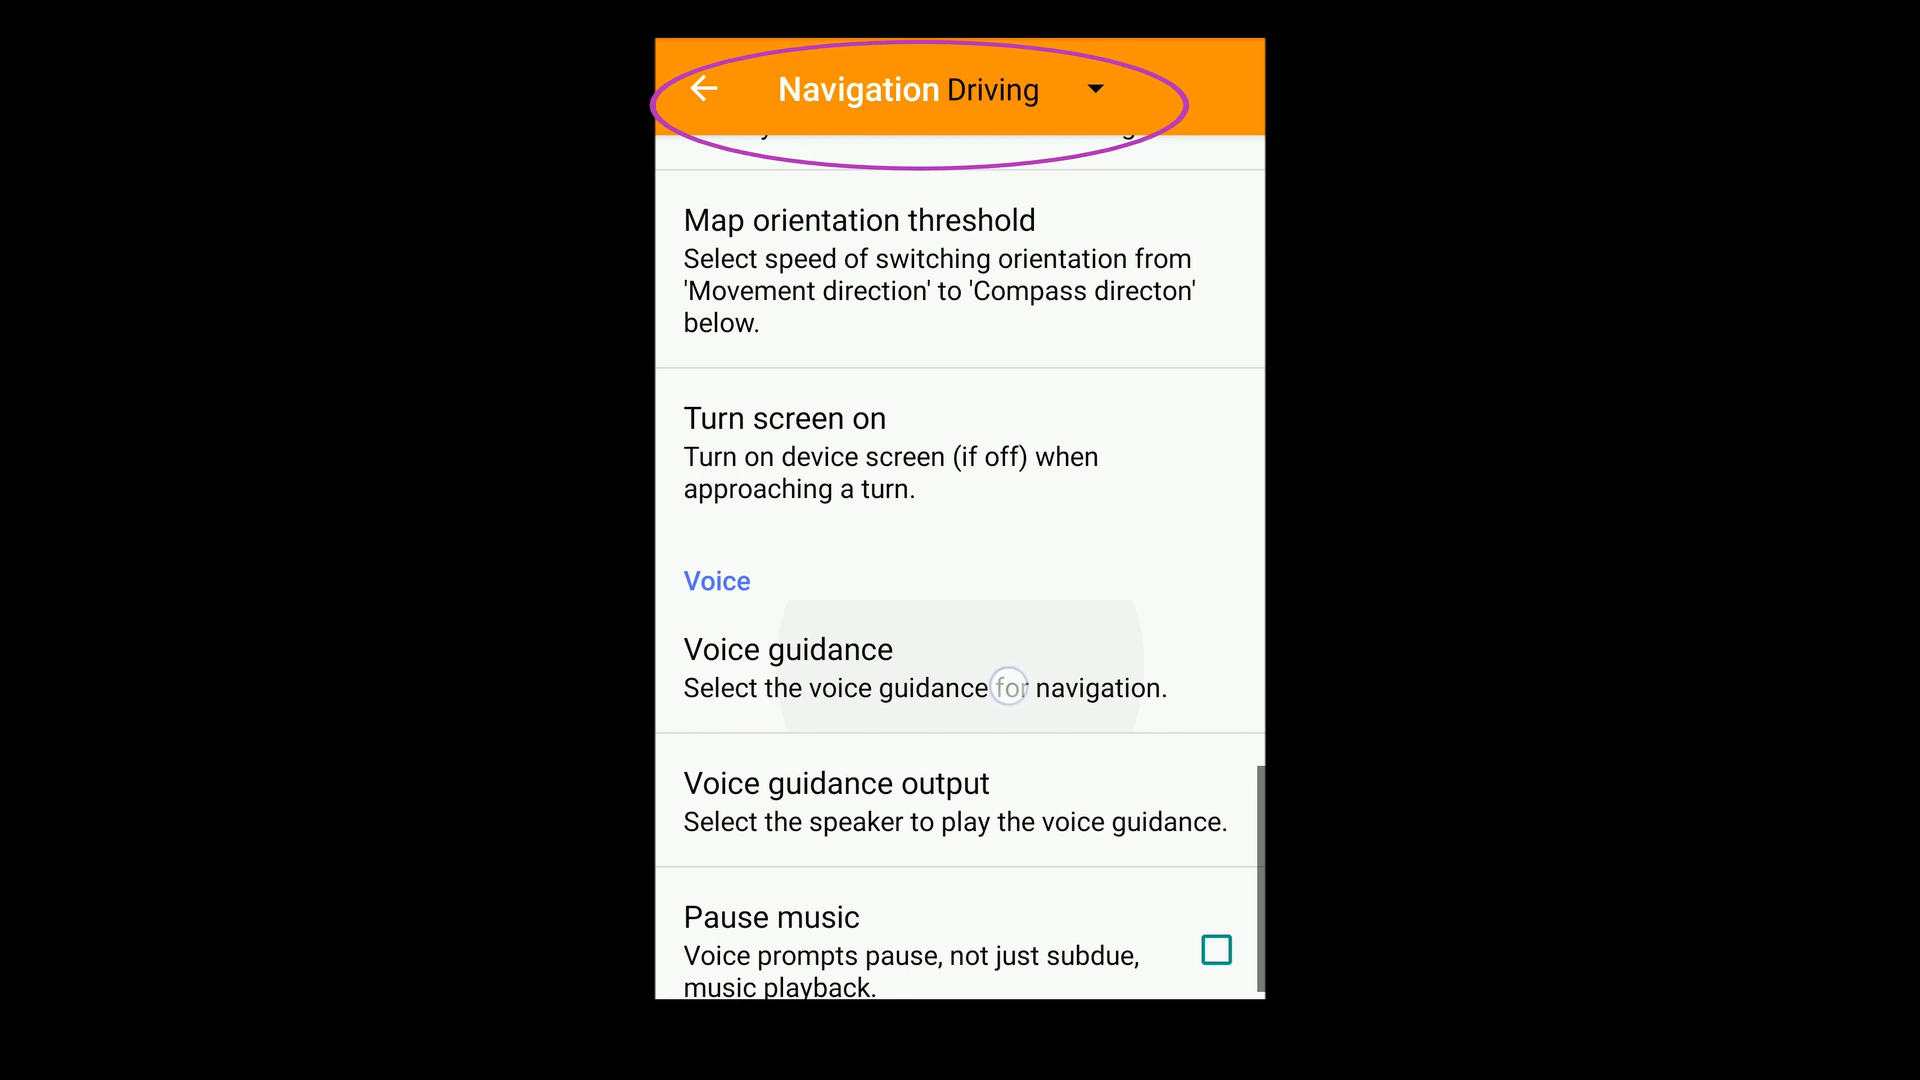 Navigation Driving
Map orientation threshold
Select speed of switching orientation from
'Movement direction' to 'Compass directon'
below.
Turn screen on
Turn on device screen (if off) when
approaching a turn.
Voice
Voice guidance
Select the voice guidance for navigation.
Voice guidance output
Select the speaker to play the voice guidance.
Pause music
Voice prompts pause, not just subdue,
music playback.